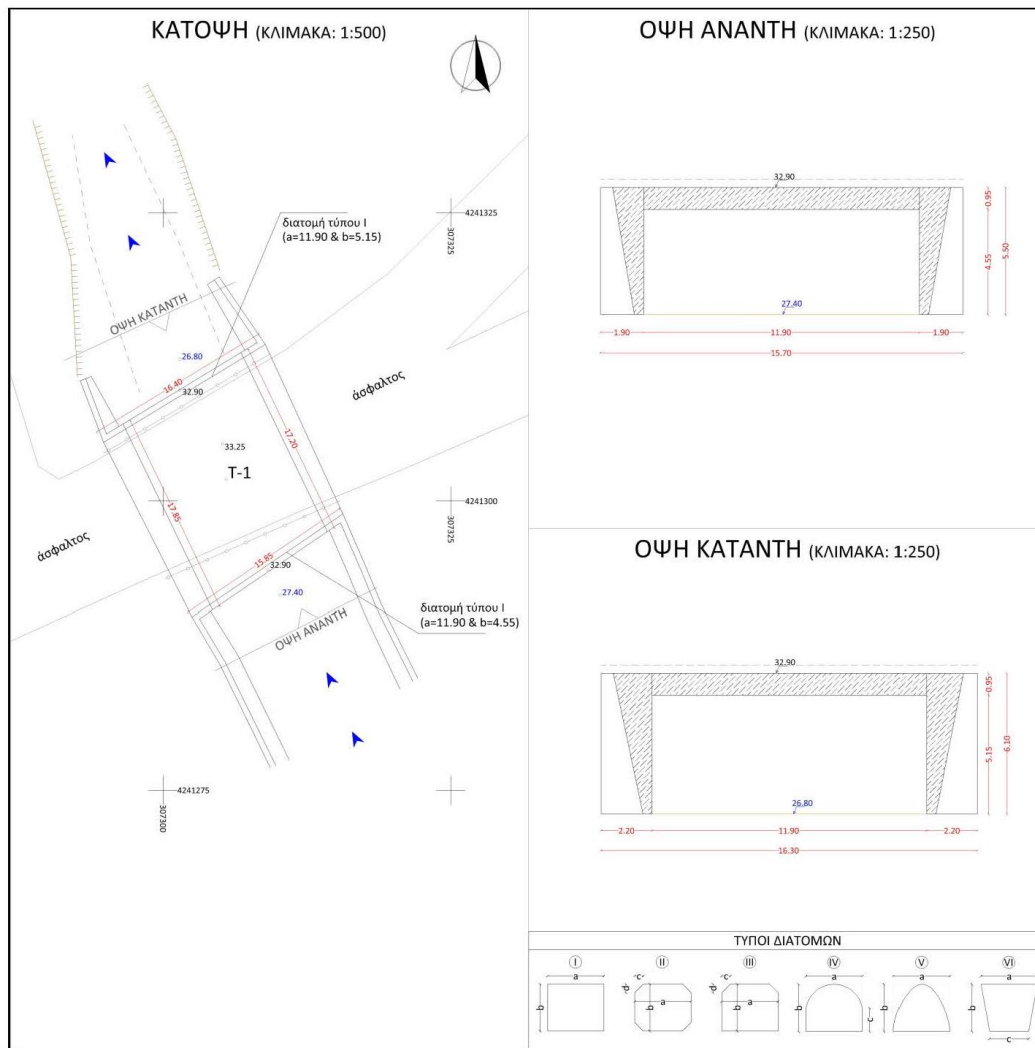 ΚΑΤΟΨΗ (ΚΛΙΜΑΚΑ: 1:500)
4241325
307325
διατομή τύπου Ι
(a=11.90 & b=5.15)
ΟΨΗ ΚΑΤΑΝΤΗ
26.80
16.40
32.90
άσφαλτος
17.20
33.25
Τ-1
4241300
307325
17.85
άσφαλτος
15.85
32.90
27.40
διατομή τύπου Ι
(a=11.90 & b=4.55)
ΟΨΗ ΑΝΑΝΤΗ
4241275
307300
ΟΨΗ ΑΝΑΝΤΗ (ΚΛΙΜΑΚΑ: 1:250)
32.90
0.95
4.55
5.50
27.40
1.90
11.90
1.90
15.70
ΟΨΗ ΚΑΤΑΝΤΗ (ΚΛΙΜΑΚΑ: 1:250)
32.90
0.95
5.15
6.10
26.80
2.20
11.90
2.20
16.30
ΤΥΠΟΙ ΔΙΑΤΟΜΩΝ
I II III IV V VI
a c c a a a
d d
b b a b a b c b b
c